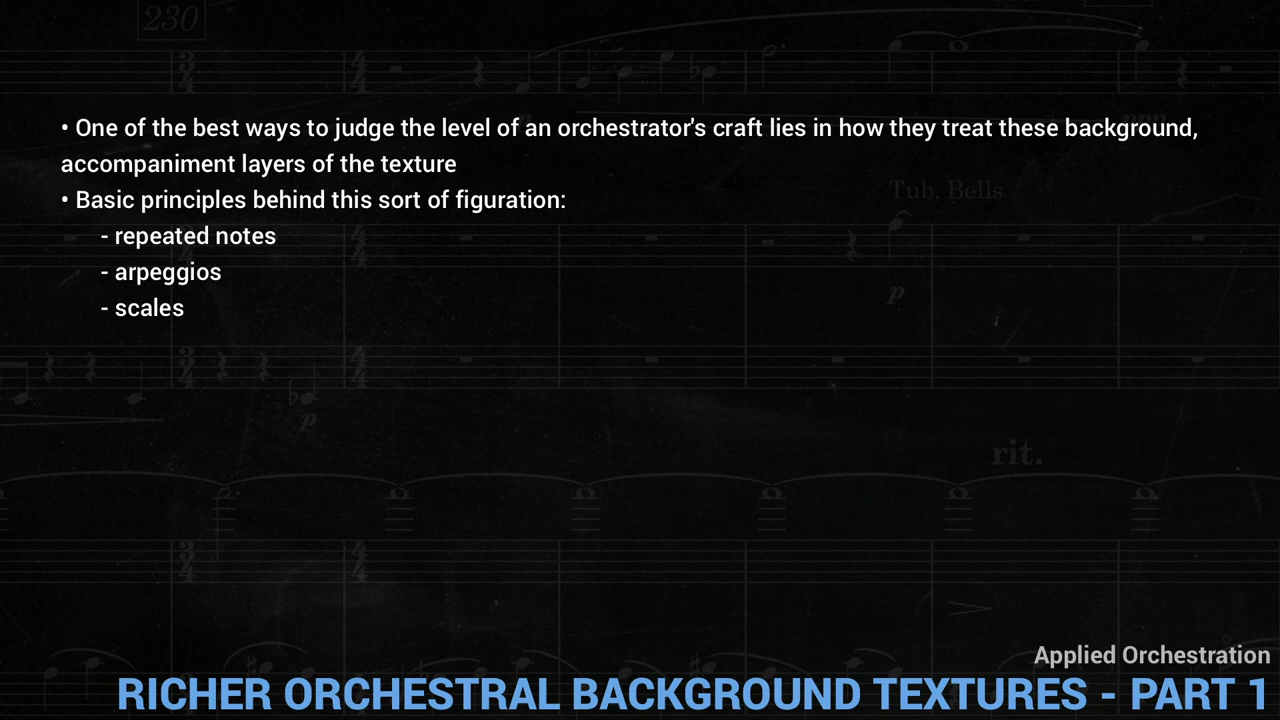 230
• One of the best ways to judge the level of an orchestrator's craft lies in how they treat these background,
accompaniment layers of the texture
Tub. Bells
• Basic principles behind this sort of figuration:
- repeated notes
- arpeggios
p
- scales
p
rit.
Applied Orchestration
RICHER ORCHESTRAL BACKGROUND TEXTURES - PART 1